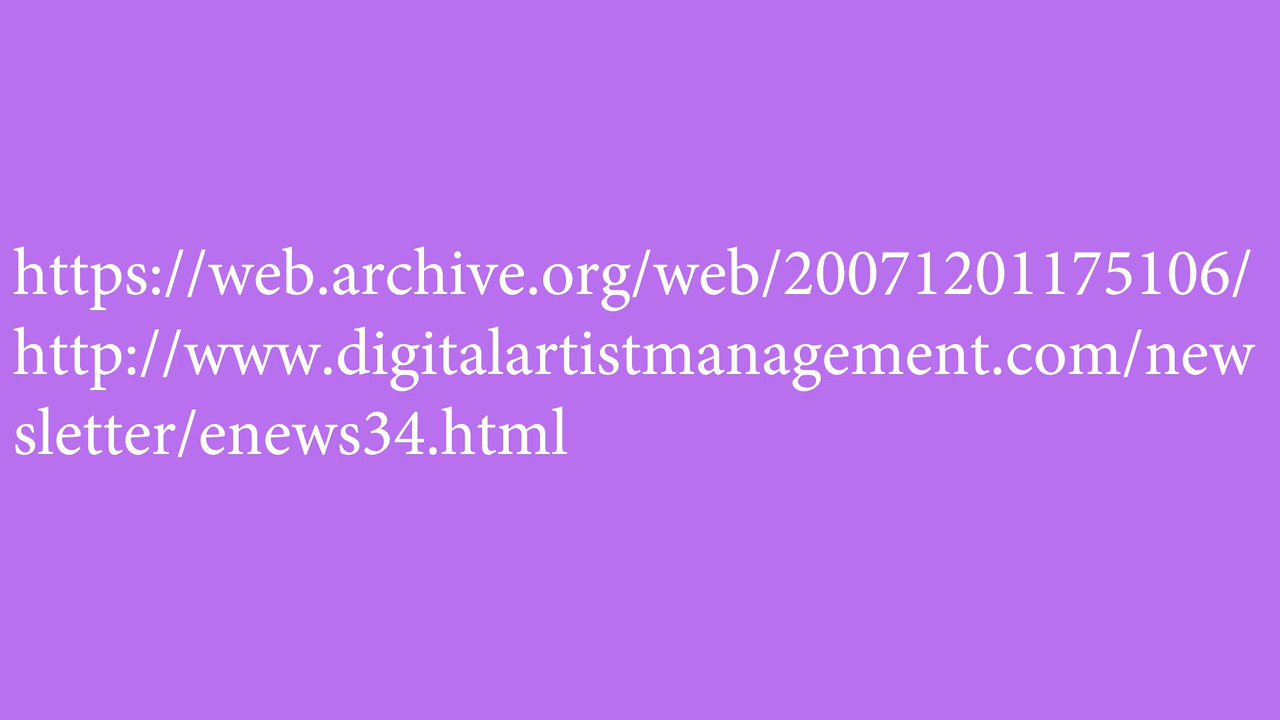 https://web.archive.org/web/20071201175106/
http://www.digitalartistmanagement.com/new
sletter/enews34.html